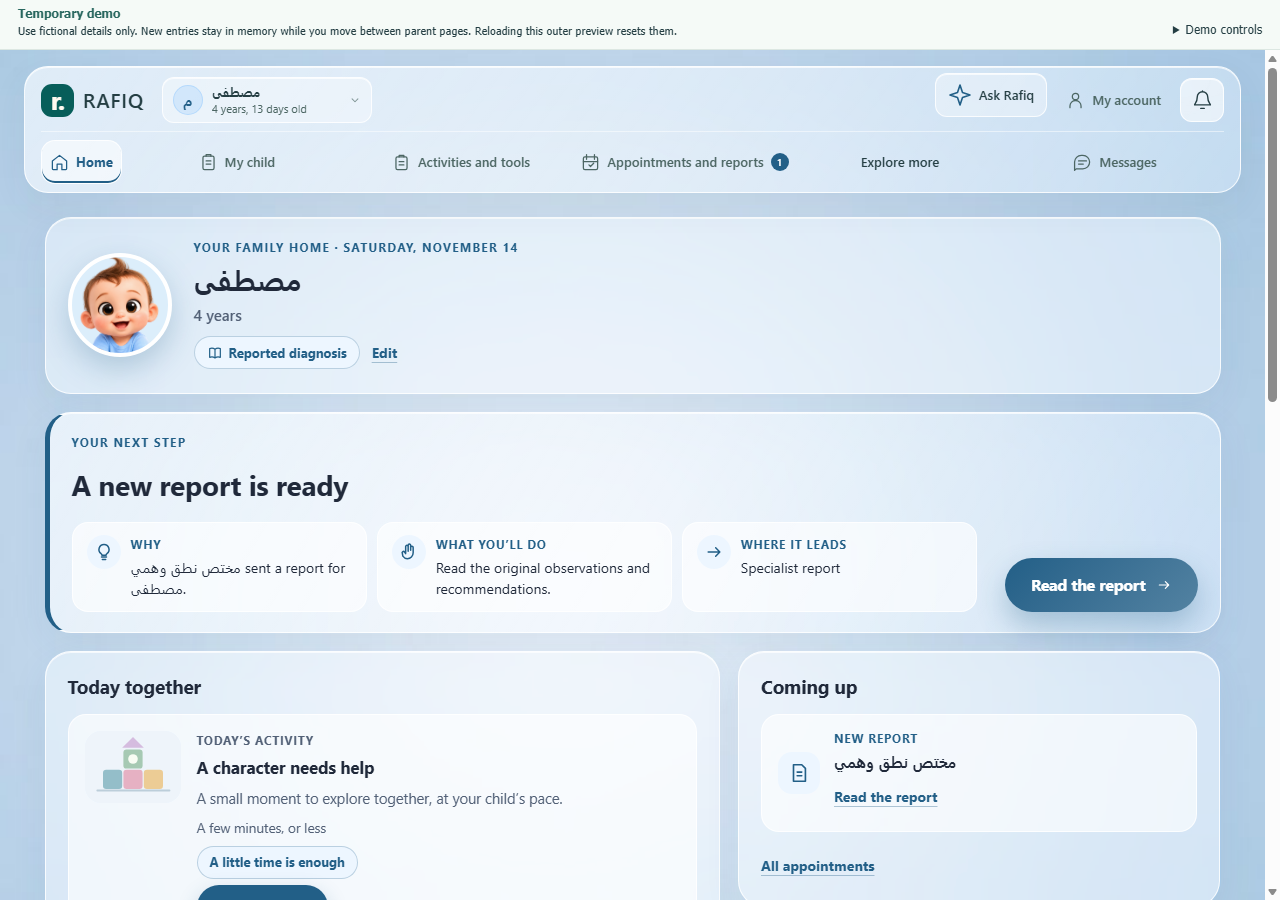 Temporary demo
Use fictional details only. New entries stay in memory while you move between parent pages. Reloading this outer preview resets them.
Demo controls
r. RAFIQ
م
مصطفى
4 years, 13 days old
Ask Rafiq
My account
Home
My child
Activities and tools
Appointments and reports 1
Explore more
Messages
YOUR FAMILY HOME · SATURDAY, NOVEMBER 14
مصطفى
4 years
Reported diagnosis
Edit
YOUR NEXT STEP
A new report is ready
WHY
مختص نطق وهمي sent a report for
مصطفى.
WHAT YOU’LL DO
Read the original observations and
recommendations.
WHERE IT LEADS
Specialist report
Read the report
Today together
TODAY’S ACTIVITY
A character needs help
A small moment to explore together, at your child’s pace.
A few minutes, or less
A little time is enough
Coming up
NEW REPORT
مختص نطق وهمي
Read the report
All appointments